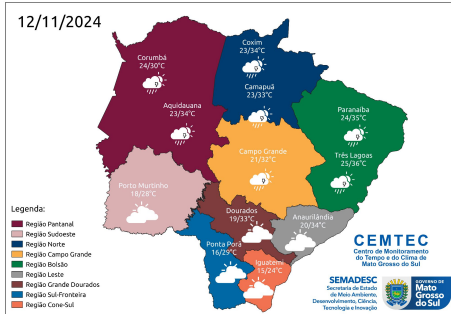 12/11/2024
Coxim
23/34°C
Corumbá
24/30°C
Camapuã
23/33°C
Aquidauana
23/34°C
Paranaíba
24/35°C
Campo Grande
21/32°C
Três Lagoas
25/36°C
Porto Murtinho
18/28°C
Dourados
19/33°C
Anaurilândia
20/34°C
Ponta Porã
16/29°C
Iguatemi
15/24°C
Legenda:
Região Pantanal
Região Sudoeste
Região Norte
Região Campo Grande
Região Bolsão
Região Leste
Região Grande Dourados
Região Sul-Fronteira
Região Cone-Sul
CEMTEC
Centro de Monitoramento
do Tempo e do Clima de
Mato Grosso do Sul
SEMADESC
Secretaria de Estado
de Meio Ambiente,
Desenvolvimento, Ciência,
Tecnologia e Inovação
GOVERNO DE
Mato
Grosso
do Sul